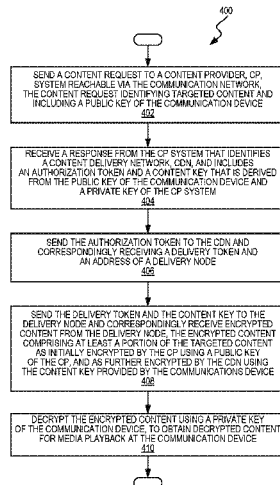 400
SEND A CONTENT REQUEST TO A CONTENT PROVIDER, CP,
SYSTEM REACHABLE VIA THE COMMUNICATION NETWORK,
THE CONTENT REQUEST IDENTIFYING TARGETED CONTENT AND
INCLUDING A PUBLIC KEY OF THE COMMUNICATION DEVICE
402
RECEIVE A RESPONSE FROM THE CP SYSTEM THAT IDENTIFIES
A CONTENT DELIVERY NETWORK, CDN, AND INCLUDES
AN AUTHORIZATION TOKEN AND A CONTENT KEY THAT IS DERIVED
FROM THE PUBLIC KEY OF THE COMMUNICATION DEVICE AND
A PRIVATE KEY OF THE CP SYSTEM
404
SEND THE AUTHORIZATION TOKEN TO THE CDN AND
CORRESPONDINGLY RECEIVING A DELIVERY TOKEN AND
AN ADDRESS OF A DELIVERY NODE
406
SEND THE DELIVERY TOKEN AND THE CONTENT KEY TO THE
DELIVERY NODE AND CORRESPONDINGLY RECEIVE ENCRYPTED
CONTENT FROM THE DELIVERY NODE, THE ENCRYPTED CONTENT
COMPRISING AT LEAST A PORTION OF THE TARGETED CONTENT
AS INITIALLY ENCRYPTED BY THE CP USING A PUBLIC KEY
OF THE CP, AND AS FURTHER ENCRYPTED BY THE CDN USING
THE CONTENT KEY PROVIDED BY THE COMMUNICATIONS DEVICE
408
DECRYPT THE ENCRYPTED CONTENT USING A PRIVATE KEY
OF THE COMMUNICATION DEVICE, TO OBTAIN DECRYPTED CONTENT
FOR MEDIA PLAYBACK AT THE COMMUNICATION DEVICE
410